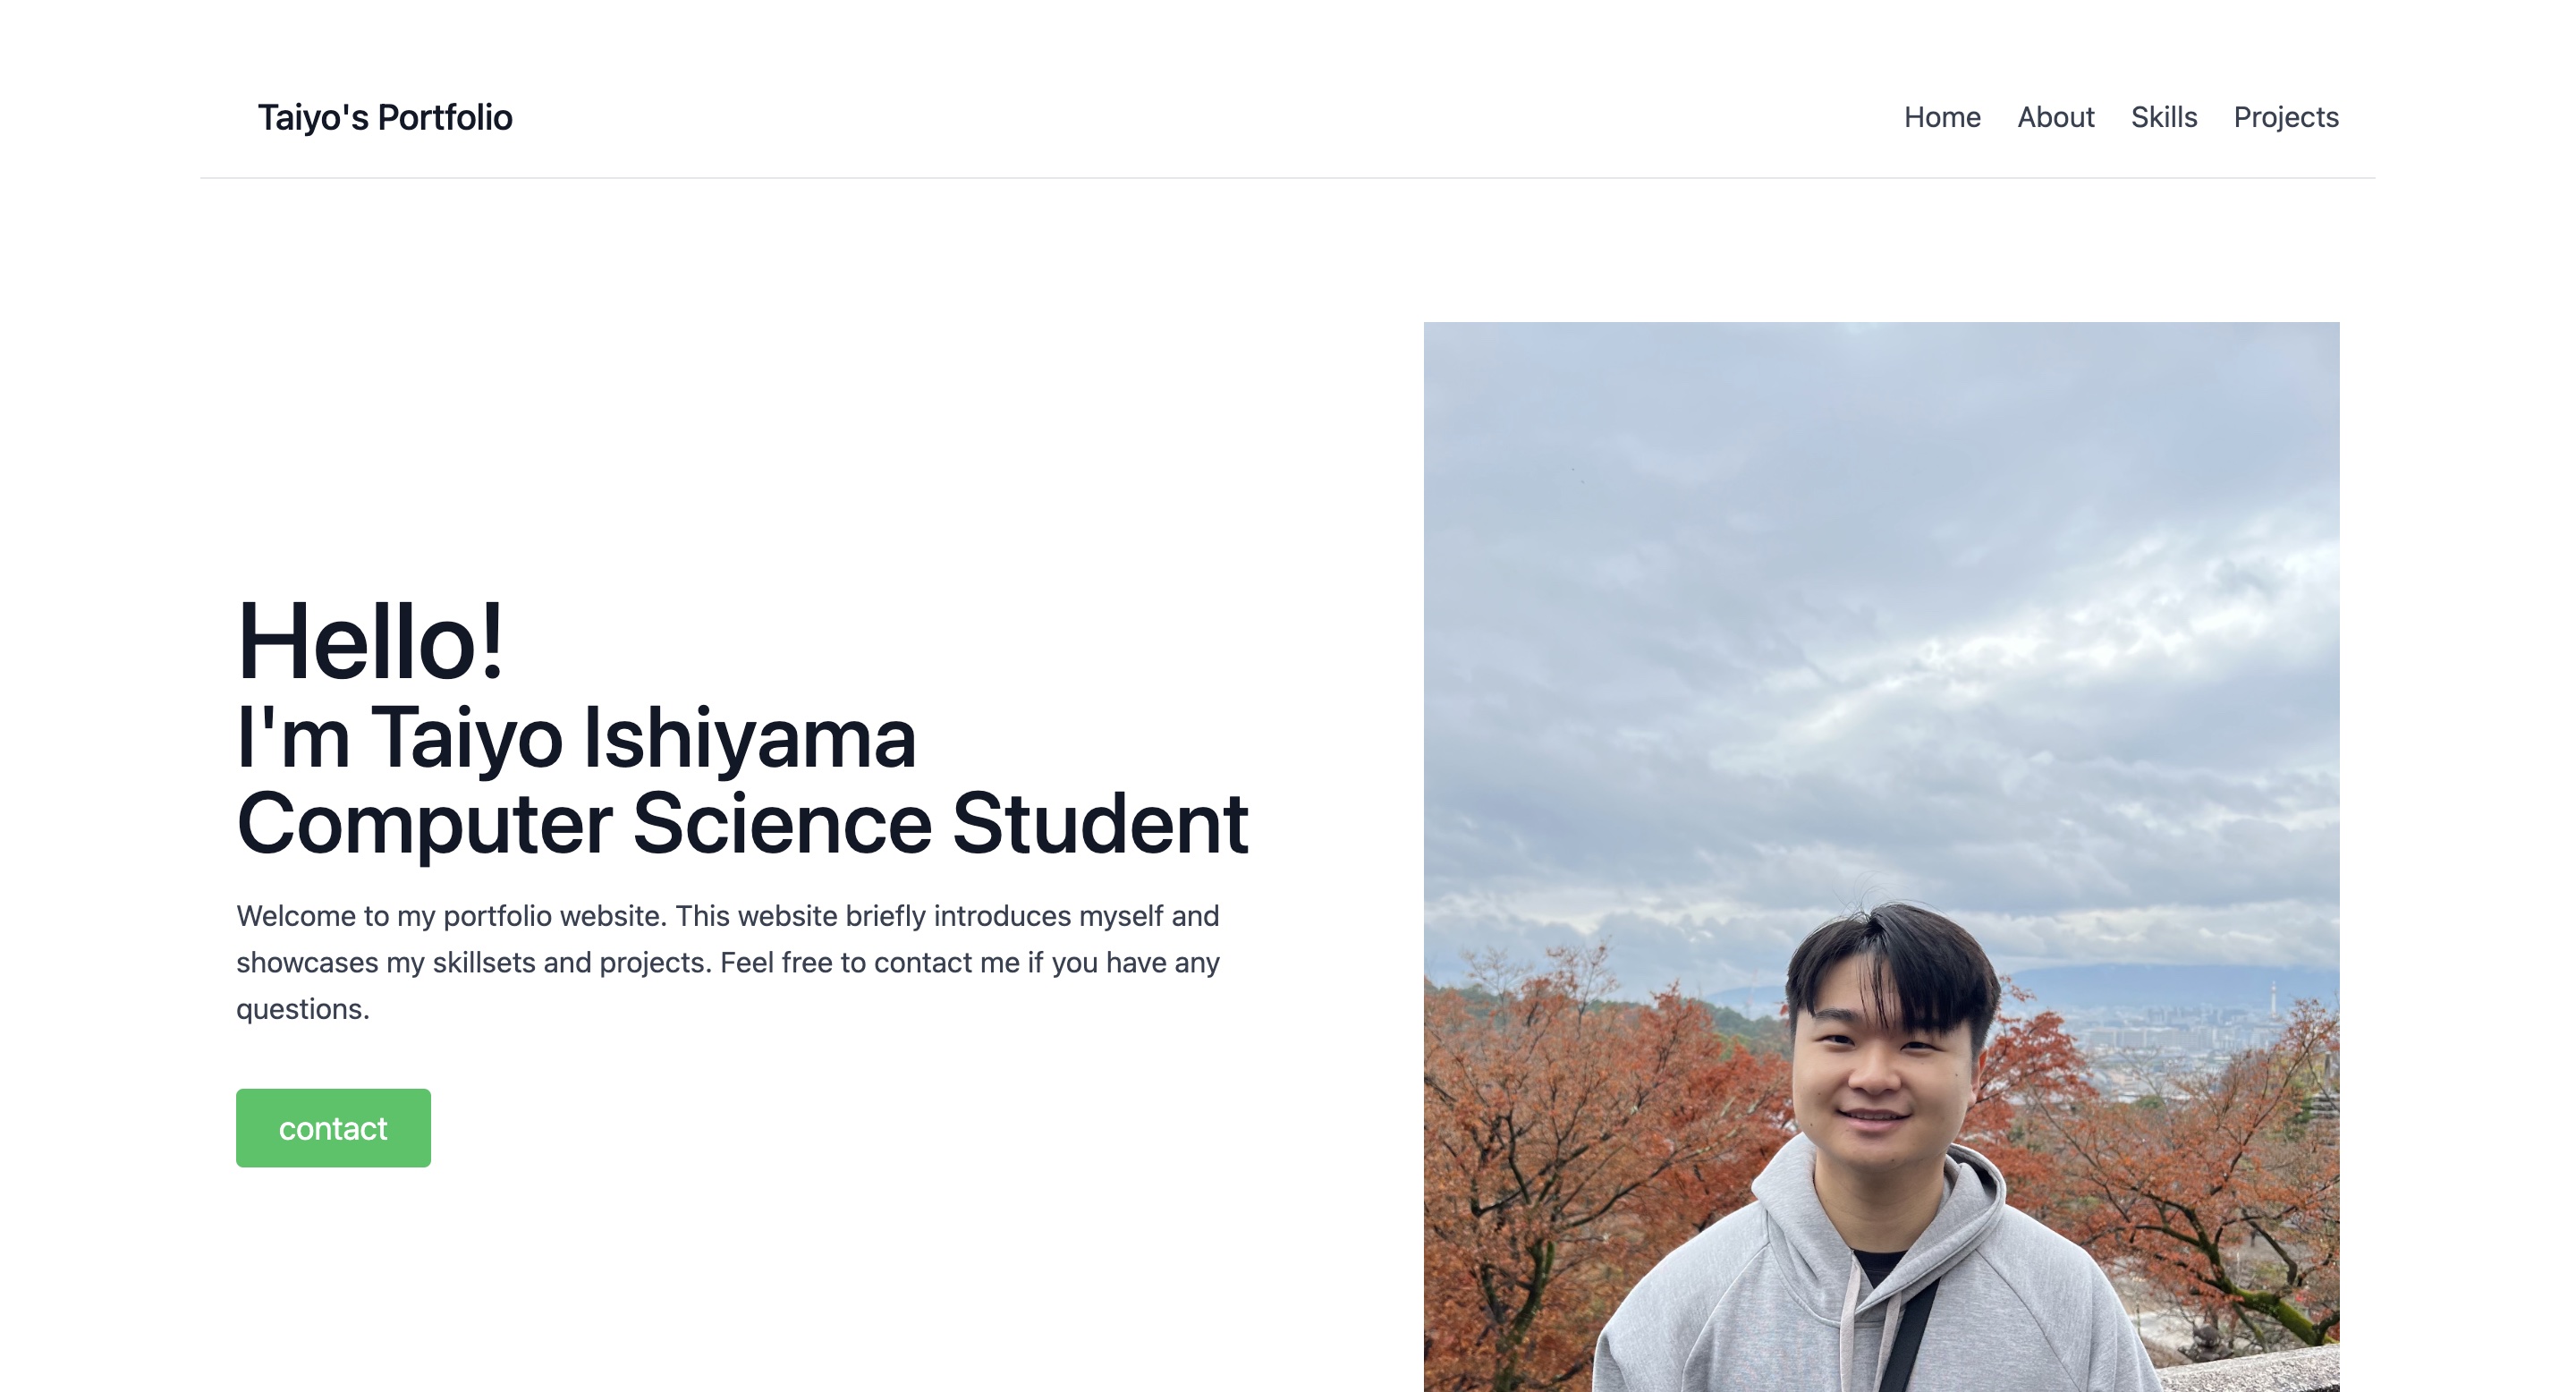 Taiyo's Portfolio
Home About Skills Projects
Hello!
I'm Taiyo Ishiyama
Computer Science Student
Welcome to my portfolio website. This website briefly introduces myself and
showcases my skillsets and projects. Feel free to contact me if you have any
questions.
contact